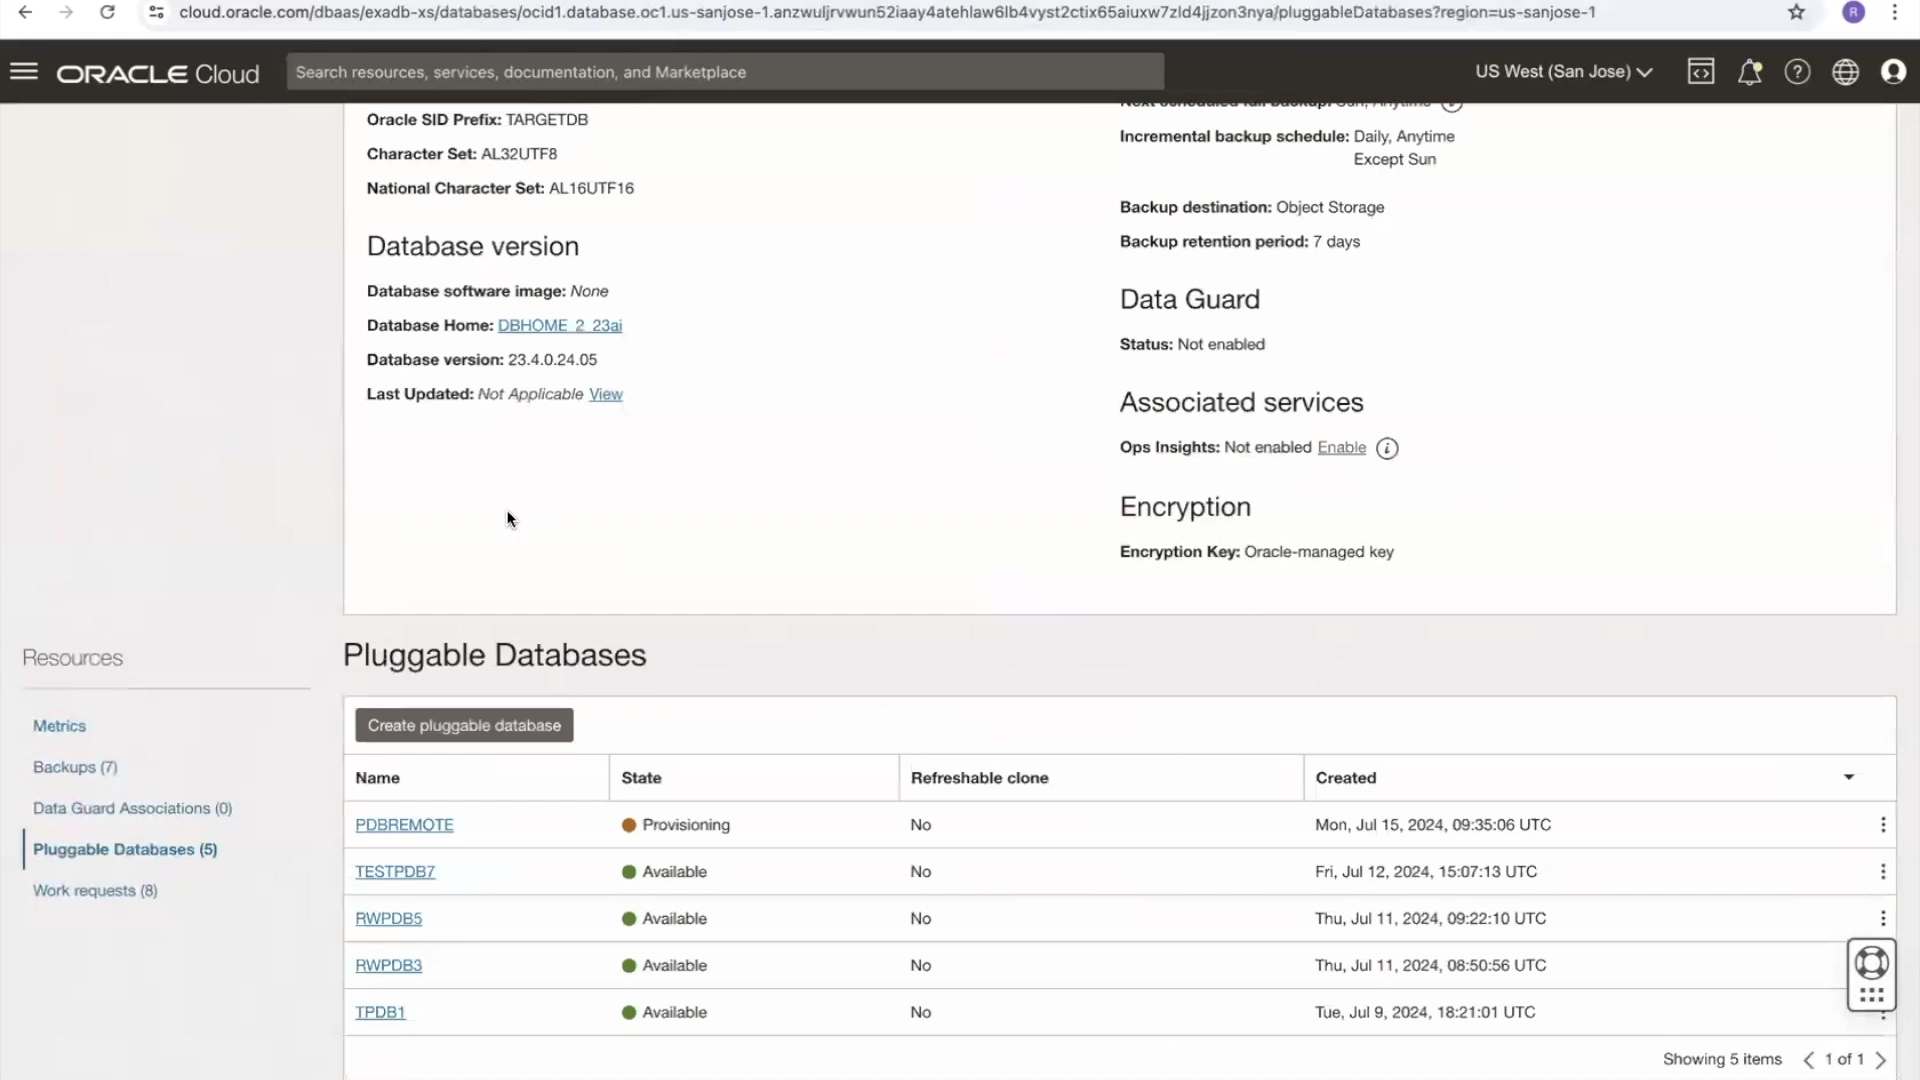 cloud.oracle.com/dbaas/exadb-xs/databases/ocid1.database.oc1.us-sanjose-1.anzwuljrvwun52iaay4atehlaw6lb4vyst2ctix65aiuxw7zld4jjzon3nya/pluggableDatabases?region=us-sanjose-1
R
ORACLE Cloud
Search resources, services, documentation, and Marketplace
US West (San Jose)
Oracle SID Prefix: TARGETDB
Character Set: AL32UTF8
National Character Set: AL16UTF16
Database version
Database software image: None
Database Home: DBHOME_2_23ai
Database version: 23.4.0.24.05
Last Updated: Not Applicable View
Next scheduled full backup: Sun, Anytime
Incremental backup schedule: Daily, Anytime
Except Sun
Backup destination: Object Storage
Backup retention period: 7 days
Data Guard
Status: Not enabled
Associated services
Ops Insights: Not enabled Enable
Encryption
Encryption Key: Oracle-managed key
Resources
Metrics
Backups (7)
Data Guard Associations (0)
Pluggable Databases (5)
Work requests (8)
Pluggable Databases
Create pluggable database
Name State Refreshable clone Created
PDBREMOTE Provisioning No Mon, Jul 15, 2024, 09:35:06 UTC
TESTPDB7 Available No Fri, Jul 12, 2024, 15:07:13 UTC
RWPDB5 Available No Thu, Jul 11, 2024, 09:22:10 UTC
RWPDB3 Available No Thu, Jul 11, 2024, 08:50:56 UTC
TPDB1 Available No Tue, Jul 9, 2024, 18:21:01 UTC
Showing 5 items 1 of 1